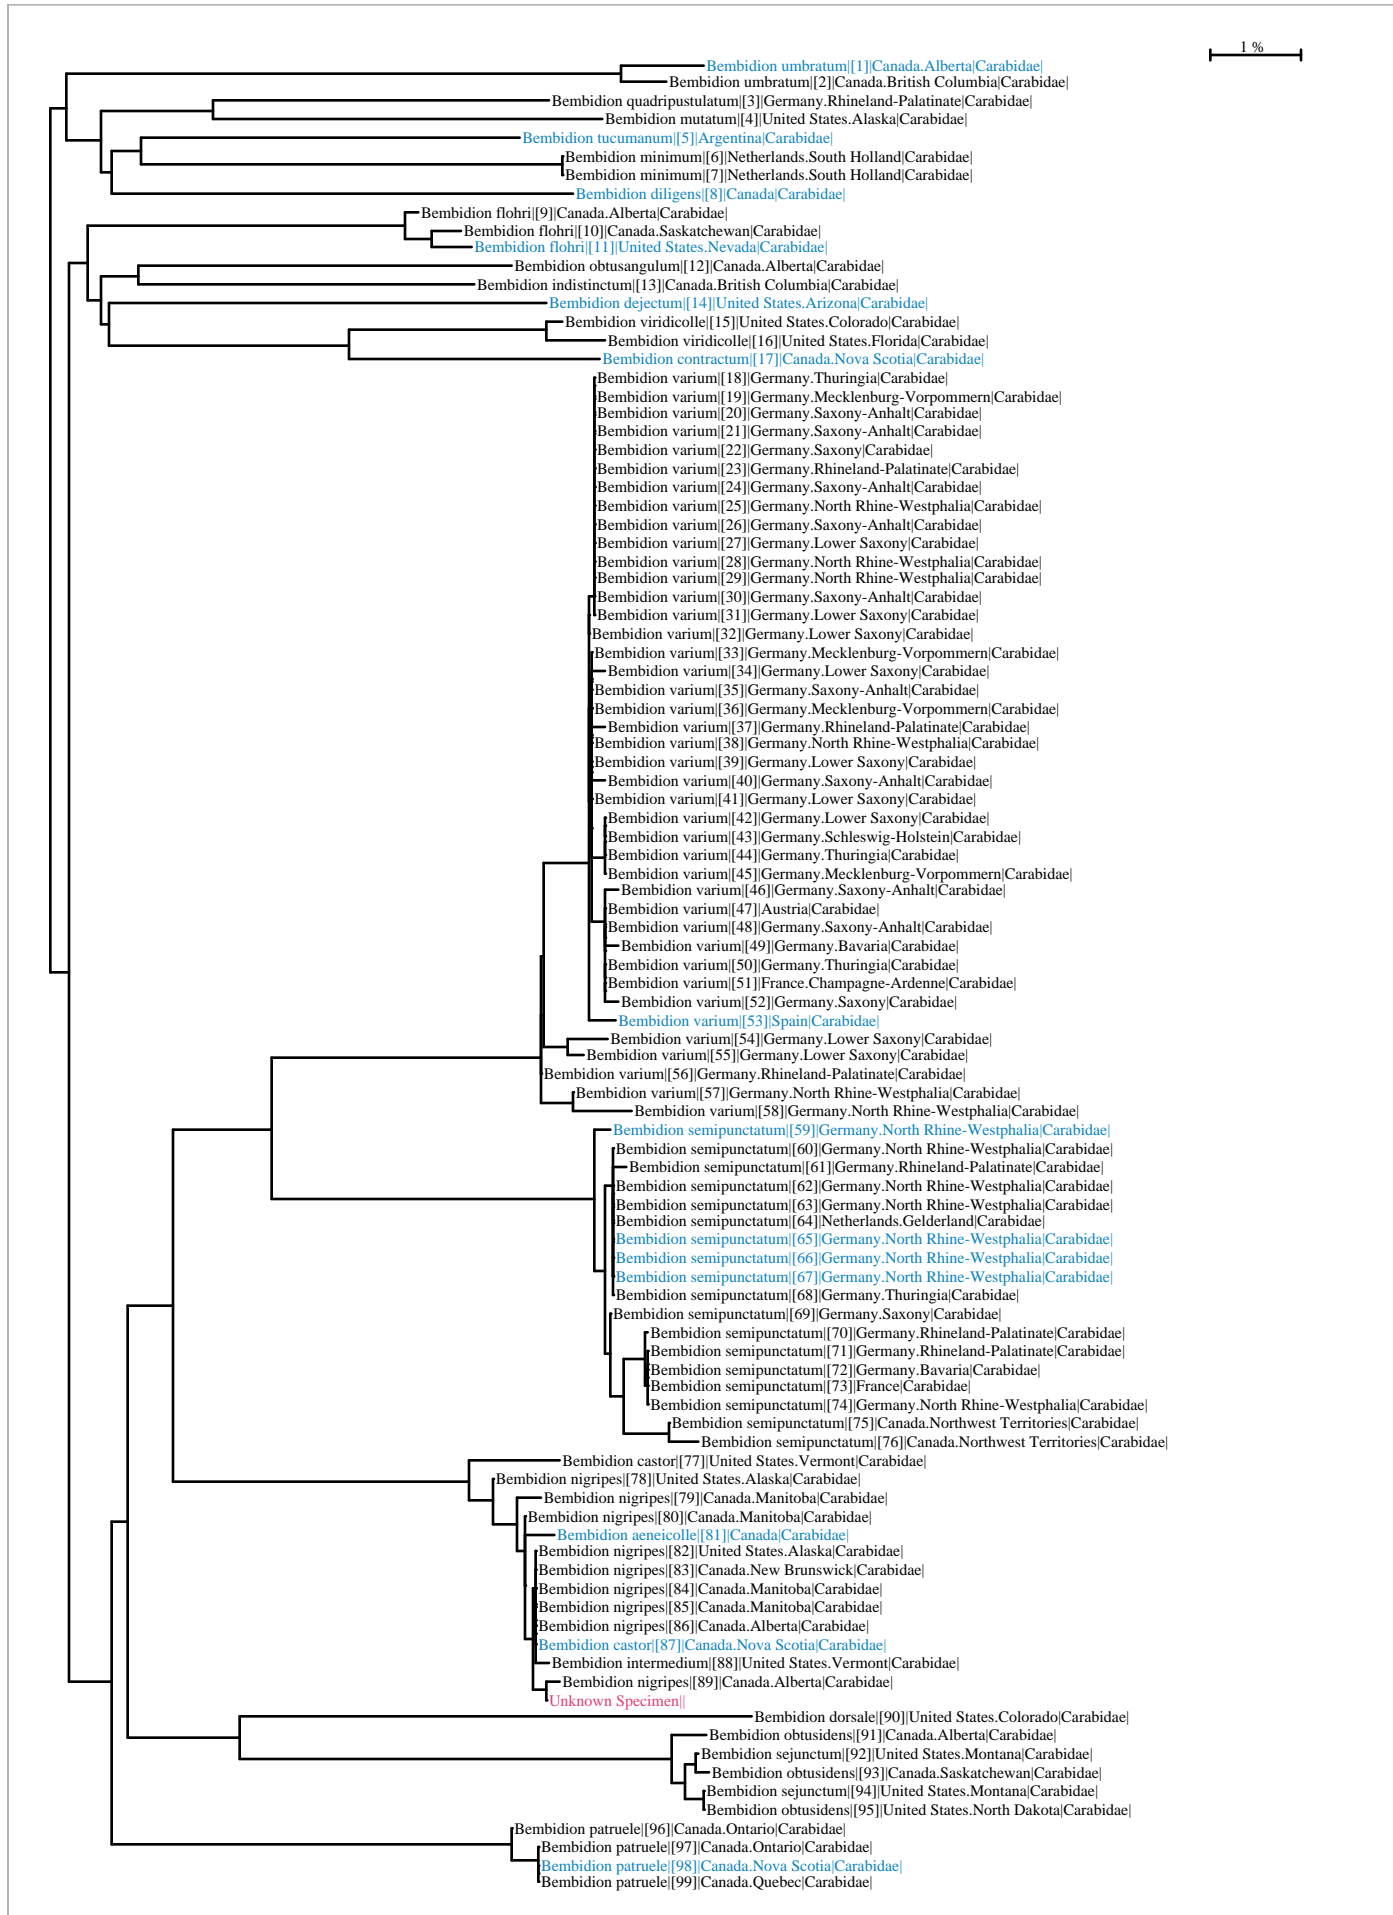 1 %
Bembidion umbratum|[1]|Canada.Alberta|Carabidae|
Bembidion umbratum|[2]|Canada.British Columbia|Carabidae|
Bembidion quadripustulatum|[3]|Germany.Rhineland-Palatinate|Carabidae|
Bembidion mutatum|[4]|United States.Alaska|Carabidae|
Bembidion tucumanum|[5]|Argentina|Carabidae|
Bembidion minimum|[6]|Netherlands.South Holland|Carabidae|
Bembidion minimum|[7]|Netherlands.South Holland|Carabidae|
Bembidion diligens|[8]|Canada|Carabidae|
Bembidion flohri|[9]|Canada.Alberta|Carabidae|
Bembidion flohri|[10]|Canada.Saskatchewan|Carabidae|
Bembidion flohri|[11]|United States.Nevada|Carabidae|
Bembidion obtusangulum|[12]|Canada.Alberta|Carabidae|
Bembidion indistinctum|[13]|Canada.British Columbia|Carabidae|
Bembidion dejectum|[14]|United States.Arizona|Carabidae|
Bembidion viridicolle|[15]|United States.Colorado|Carabidae|
Bembidion viridicolle|[16]|United States.Florida|Carabidae|
Bembidion contractum|[17]|Canada.Nova Scotia|Carabidae|
Bembidion varium|[18]|Germany.Thuringia|Carabidae|
Bembidion varium|[19]|Germany.Mecklenburg-Vorpommern|Carabidae|
Bembidion varium|[20]|Germany.Saxony-Anhalt|Carabidae|
Bembidion varium|[21]|Germany.Saxony-Anhalt|Carabidae|
Bembidion varium|[22]|Germany.Saxony|Carabidae|
Bembidion varium|[23]|Germany.Rhineland-Palatinate|Carabidae|
Bembidion varium|[24]|Germany.Saxony-Anhalt|Carabidae|
Bembidion varium|[25]|Germany.North Rhine-Westphalia|Carabidae|
Bembidion varium|[26]|Germany.Saxony-Anhalt|Carabidae|
Bembidion varium|[27]|Germany.Lower Saxony|Carabidae|
Bembidion varium|[28]|Germany.North Rhine-Westphalia|Carabidae|
Bembidion varium|[29]|Germany.North Rhine-Westphalia|Carabidae|
Bembidion varium|[30]|Germany.Saxony-Anhalt|Carabidae|
Bembidion varium|[31]|Germany.Lower Saxony|Carabidae|
Bembidion varium|[32]|Germany.Lower Saxony|Carabidae|
Bembidion varium|[33]|Germany.Mecklenburg-Vorpommern|Carabidae|
Bembidion varium|[34]|Germany.Lower Saxony|Carabidae|
Bembidion varium|[35]|Germany.Saxony-Anhalt|Carabidae|
Bembidion varium|[36]|Germany.Mecklenburg-Vorpommern|Carabidae|
Bembidion varium|[37]|Germany.Rhineland-Palatinate|Carabidae|
Bembidion varium|[38]|Germany.North Rhine-Westphalia|Carabidae|
Bembidion varium|[39]|Germany.Lower Saxony|Carabidae|
Bembidion varium|[40]|Germany.Saxony-Anhalt|Carabidae|
Bembidion varium|[41]|Germany.Lower Saxony|Carabidae|
Bembidion varium|[42]|Germany.Lower Saxony|Carabidae|
Bembidion varium|[43]|Germany.Schleswig-Holstein|Carabidae|
Bembidion varium|[44]|Germany.Thuringia|Carabidae|
Bembidion varium|[45]|Germany.Mecklenburg-Vorpommern|Carabidae|
Bembidion varium|[46]|Germany.Saxony-Anhalt|Carabidae|
Bembidion varium|[47]|Austria|Carabidae|
Bembidion varium|[48]|Germany.Saxony-Anhalt|Carabidae|
Bembidion varium|[49]|Germany.Bavaria|Carabidae|
Bembidion varium|[50]|Germany.Thuringia|Carabidae|
Bembidion varium|[51]|France.Champagne-Ardenne|Carabidae|
Bembidion varium|[52]|Germany.Saxony|Carabidae|
Bembidion varium|[53]|Spain|Carabidae|
Bembidion varium|[54]|Germany.Lower Saxony|Carabidae|
Bembidion varium|[55]|Germany.Lower Saxony|Carabidae|
Bembidion varium|[56]|Germany.Rhineland-Palatinate|Carabidae|
Bembidion varium|[57]|Germany.North Rhine-Westphalia|Carabidae|
Bembidion varium|[58]|Germany.North Rhine-Westphalia|Carabidae|
Bembidion semipunctatum|[59]|Germany.North Rhine-Westphalia|Carabidae|
Bembidion semipunctatum|[60]|Germany.North Rhine-Westphalia|Carabidae|
Bembidion semipunctatum|[61]|Germany.Rhineland-Palatinate|Carabidae|
Bembidion semipunctatum|[62]|Germany.North Rhine-Westphalia|Carabidae|
Bembidion semipunctatum|[63]|Germany.North Rhine-Westphalia|Carabidae|
Bembidion semipunctatum|[64]|Netherlands.Gelderland|Carabidae|
Bembidion semipunctatum|[65]|Germany.North Rhine-Westphalia|Carabidae|
Bembidion semipunctatum|[66]|Germany.North Rhine-Westphalia|Carabidae|
Bembidion semipunctatum|[67]|Germany.North Rhine-Westphalia|Carabidae|
Bembidion semipunctatum|[68]|Germany.Thuringia|Carabidae|
Bembidion semipunctatum|[69]|Germany.Saxony|Carabidae|
Bembidion semipunctatum|[70]|Germany.Rhineland-Palatinate|Carabidae|
Bembidion semipunctatum|[71]|Germany.Rhineland-Palatinate|Carabidae|
Bembidion semipunctatum|[72]|Germany.Bavaria|Carabidae|
Bembidion semipunctatum|[73]|France|Carabidae|
Bembidion semipunctatum|[74]|Germany.North Rhine-Westphalia|Carabidae|
Bembidion semipunctatum|[75]|Canada.Northwest Territories|Carabidae|
Bembidion semipunctatum|[76]|Canada.Northwest Territories|Carabidae|
Bembidion castor|[77]|United States.Vermont|Carabidae|
Bembidion nigripes|[78]|United States.Alaska|Carabidae|
Bembidion nigripes|[79]|Canada.Manitoba|Carabidae|
Bembidion nigripes|[80]|Canada.Manitoba|Carabidae|
Bembidion aeneicolle|[81]|Canada|Carabidae|
Bembidion nigripes|[82]|United States.Alaska|Carabidae|
Bembidion nigripes|[83]|Canada.New Brunswick|Carabidae|
Bembidion nigripes|[84]|Canada.Manitoba|Carabidae|
Bembidion nigripes|[85]|Canada.Manitoba|Carabidae|
Bembidion nigripes|[86]|Canada.Alberta|Carabidae|
Bembidion castor|[87]|Canada.Nova Scotia|Carabidae|
Bembidion intermedium|[88]|United States.Vermont|Carabidae|
Bembidion nigripes|[89]|Canada.Alberta|Carabidae|
Unknown Specimen||
Bembidion dorsale|[90]|United States.Colorado|Carabidae|
Bembidion obtusidens|[91]|Canada.Alberta|Carabidae|
Bembidion sejunctum|[92]|United States.Montana|Carabidae|
Bembidion obtusidens|[93]|Canada.Saskatchewan|Carabidae|
Bembidion sejunctum|[94]|United States.Montana|Carabidae|
Bembidion obtusidens|[95]|United States.North Dakota|Carabidae|
Bembidion patruele|[96]|Canada.Ontario|Carabidae|
Bembidion patruele|[97]|Canada.Ontario|Carabidae|
Bembidion patruele|[98]|Canada.Nova Scotia|Carabidae|
Bembidion patruele|[99]|Canada.Quebec|Carabidae|